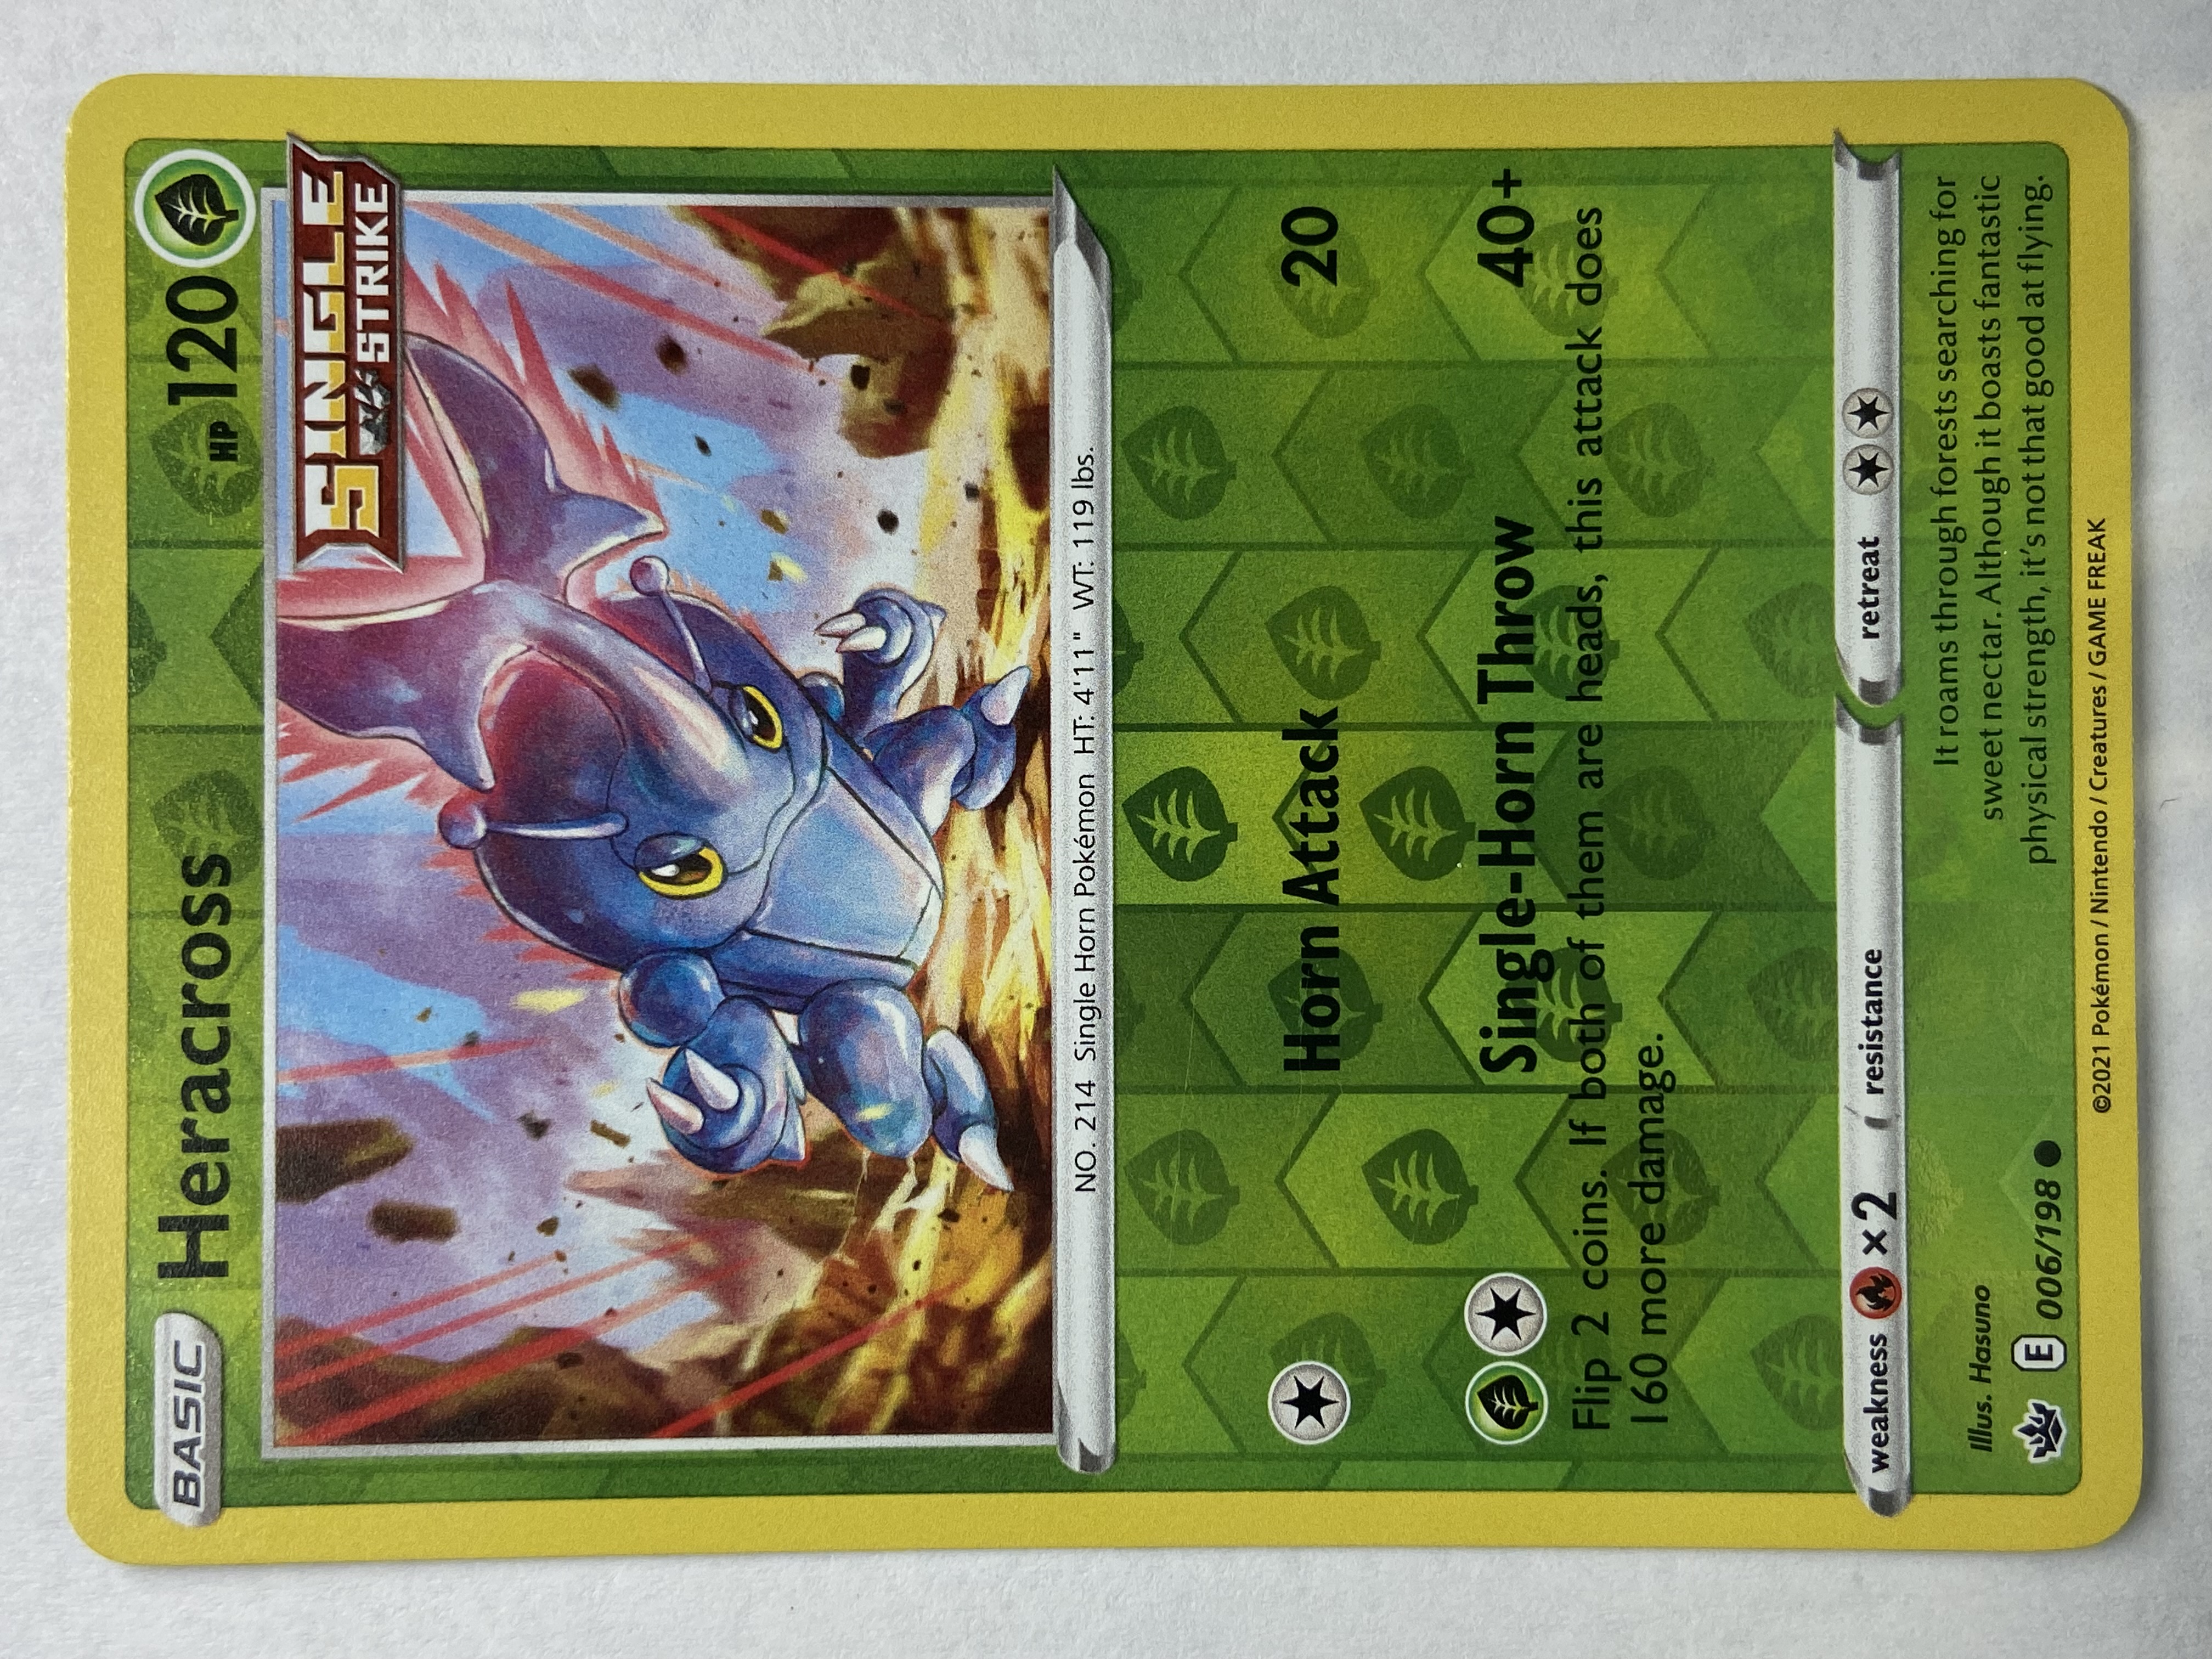 BASIC Heracross HP 120
SINGLE
STRIKE
NO. 214 Single Horn Pokémon HT: 4'11" WT: 119 lbs.
Horn Attack 20
Single-Horn Throw 40+
Flip 2 coins. If both of them are heads, this attack does
160 more damage.
weakness ×2 resistance retreat
It roams through forests searching for
sweet nectar. Although it boasts fantastic
physical strength, it's not that good at flying.
Illus. Hasuno
E 006/198
©2021 Pokémon / Nintendo / Creatures / GAME FREAK